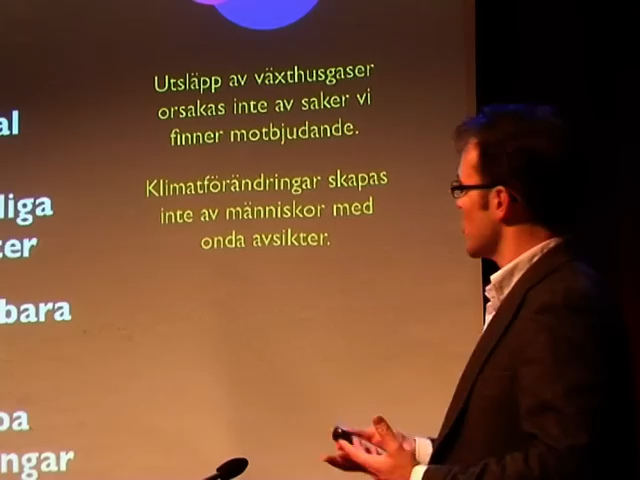 al
liga
ter
bara
pa
ngar
Utsläpp av växthusgaser
orsakas inte av saker vi
finner motbjudande.
Klimatförändringar skapas
inte av människor med
onda avsikter.